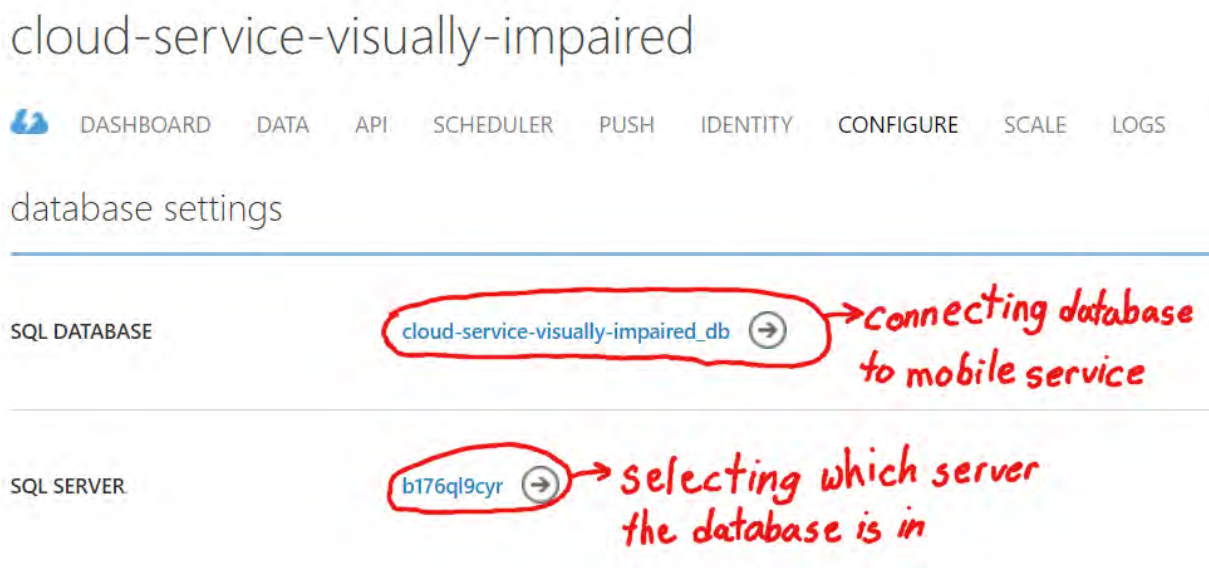 cloud-service-visually-impaired
DASHBOARD DATA API SCHEDULER PUSH IDENTITY CONFIGURE SCALE LOGS
database settings
SQL DATABASE cloud-service-visually-impaired_db → connecting database
to mobile service
SQL SERVER b176ql9cyr → selecting which server
the database is in